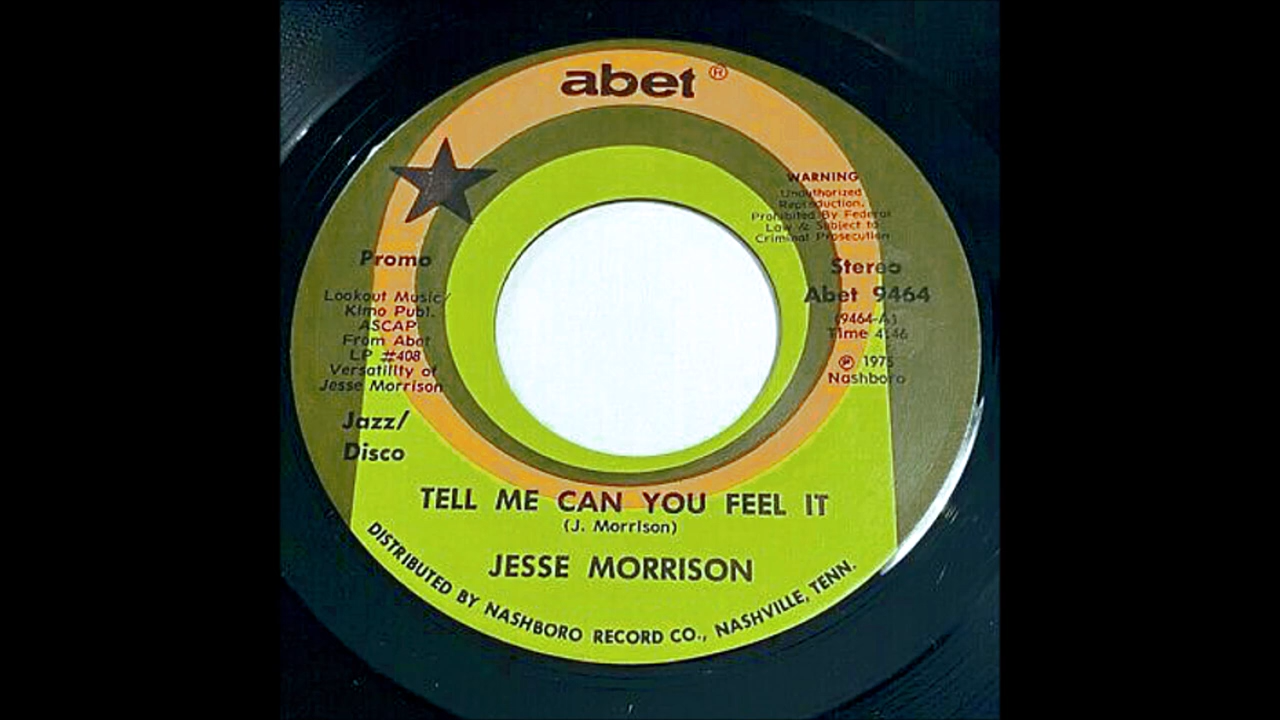 abet ®
WARNING
Unauthorized
Reproduction.
Prohibited By Federal
Law & Subject to
Criminal Prosecution
Promo
Stereo
Abet 9464
(9464-A)
Time 4:46
℗ 1975
Nashboro
Lookout Music/
Kimo Publ.
ASCAP
From Abet
LP #408
Versatility of
Jesse Morrison
Jazz/
Disco
TELL ME CAN YOU FEEL IT
(J. Morrison)
JESSE MORRISON
DISTRIBUTED BY NASHBORO RECORD CO., NASHVILLE, TENN.